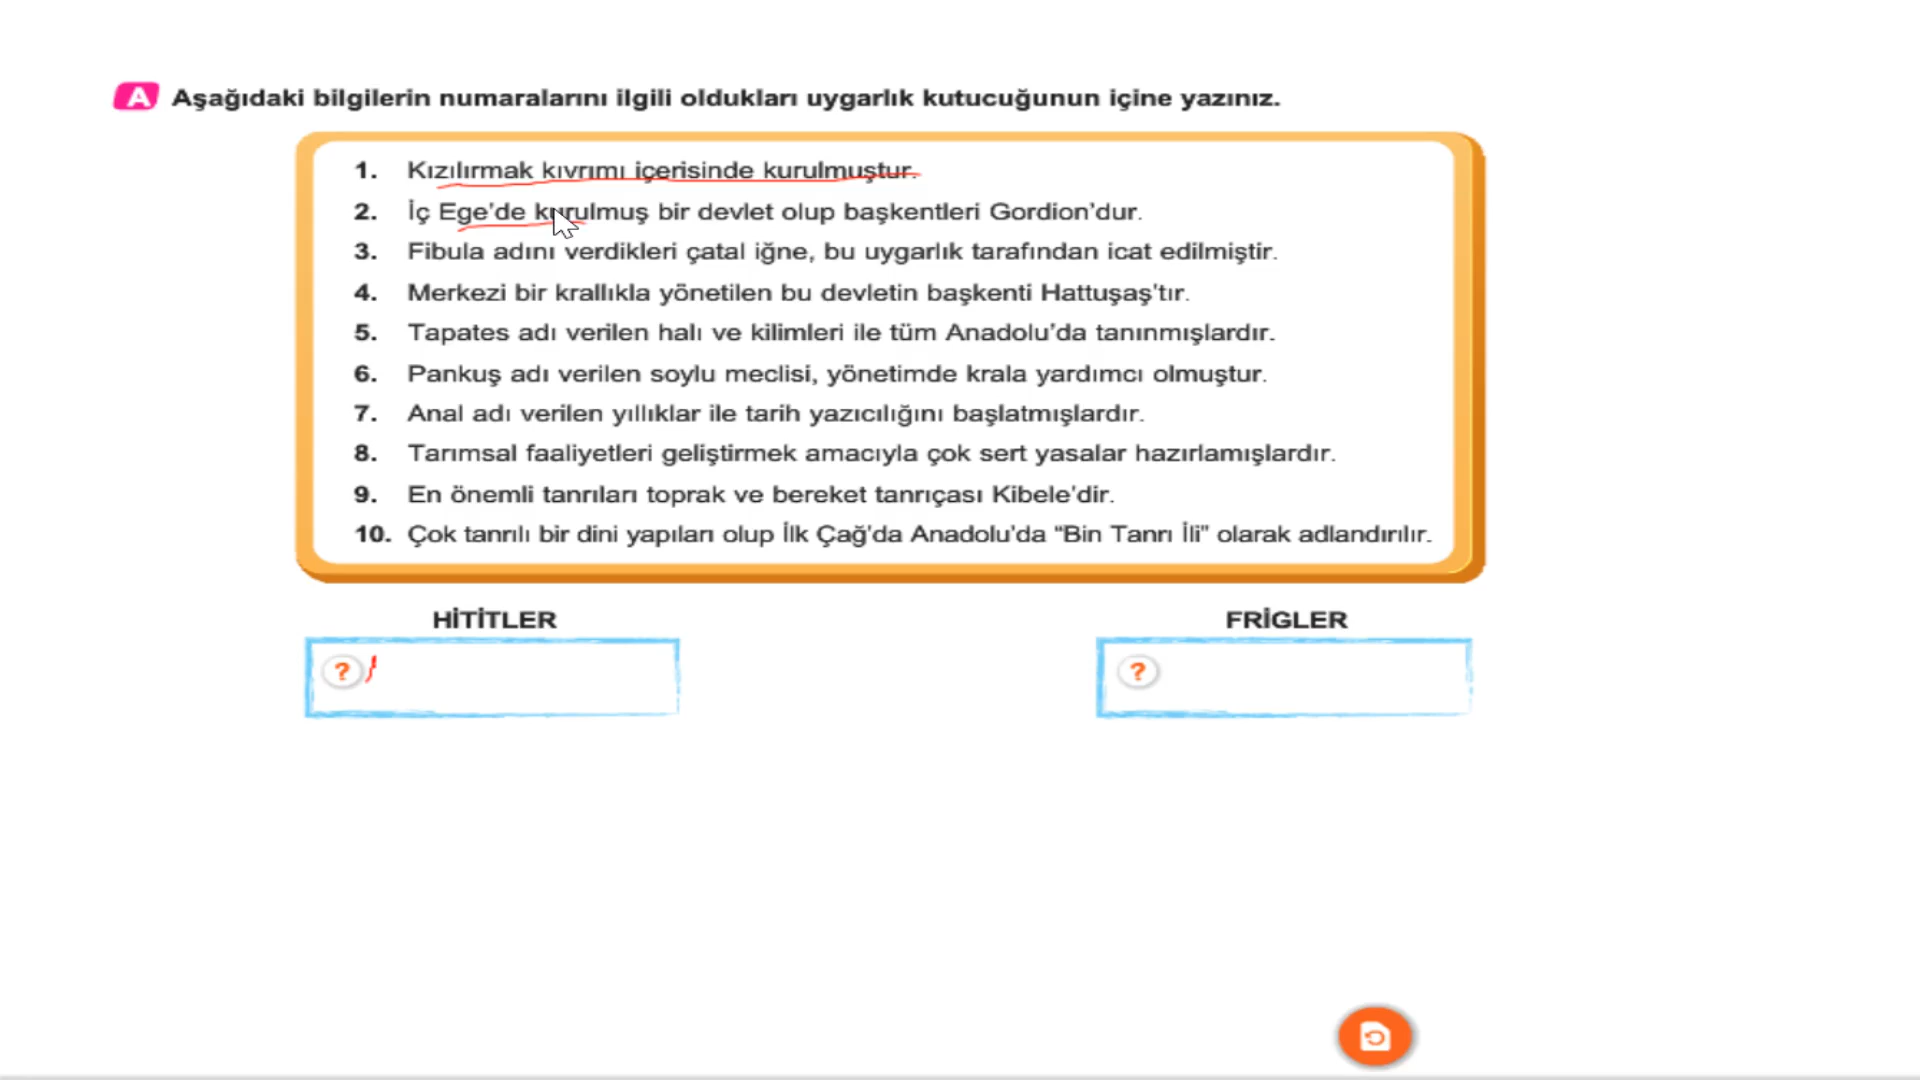 A Aşağıdaki bilgilerin numaralarını ilgili oldukları uygarlık kutucuğunun içine yazınız.
1. Kızılırmak kıvrımı içerisinde kurulmuştur.
2. İç Ege'de kurulmuş bir devlet olup başkentleri Gordion'dur.
3. Fibula adını verdikleri çatal iğne, bu uygarlık tarafından icat edilmiştir.
4. Merkezi bir krallıkla yönetilen bu devletin başkenti Hattuşaş'tır.
5. Tapates adı verilen halı ve kilimleri ile tüm Anadolu'da tanınmışlardır.
6. Pankuş adı verilen soylu meclisi, yönetimde krala yardımcı olmuştur.
7. Anal adı verilen yıllıklar ile tarih yazıcılığını başlatmışlardır.
8. Tarımsal faaliyetleri geliştirmek amacıyla çok sert yasalar hazırlamışlardır.
9. En önemli tanrıları toprak ve bereket tanrıçası Kibele'dir.
10. Çok tanrılı bir dini yapıları olup İlk Çağ'da Anadolu'da “Bin Tanrı İli” olarak adlandırılır.
HİTİTLER FRİGLER
? 1 ?